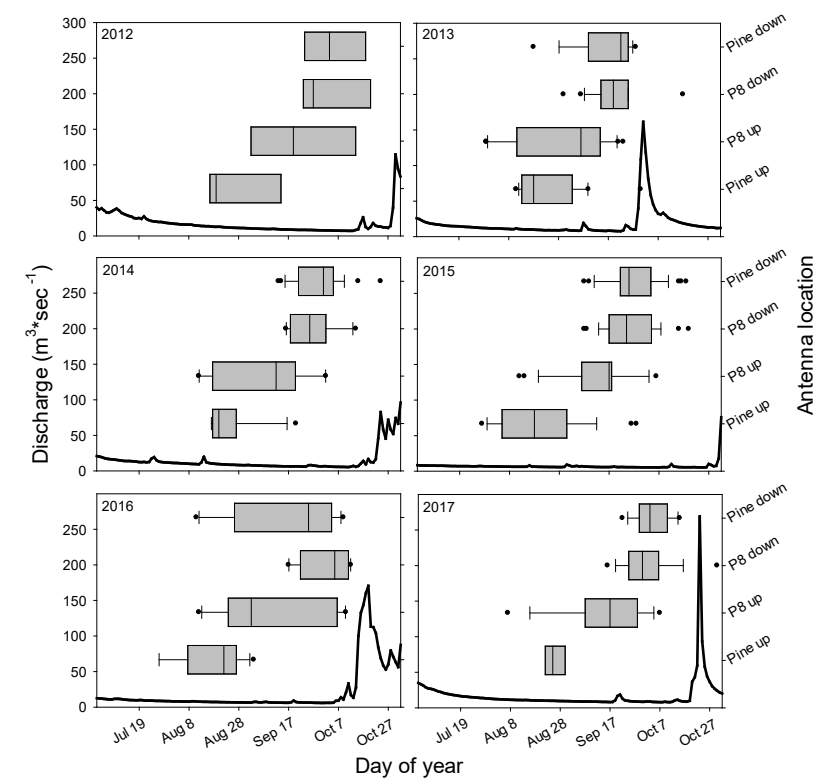 300
250
200
150
100
50
0
2012
2013
Pine down
P8 down
P8 up
Pine up
250
200
150
100
50
0
2014
2015
Pine down
P8 down
P8 up
Pine up
250
200
150
100
50
0
2016
2017
Pine down
P8 down
P8 up
Pine up
Discharge (m³*sec⁻¹)
Antenna location
Jul 19 Aug 8 Aug 28 Sep 17 Oct 7 Oct 27
Jul 19 Aug 8 Aug 28 Sep 17 Oct 7 Oct 27
Day of year